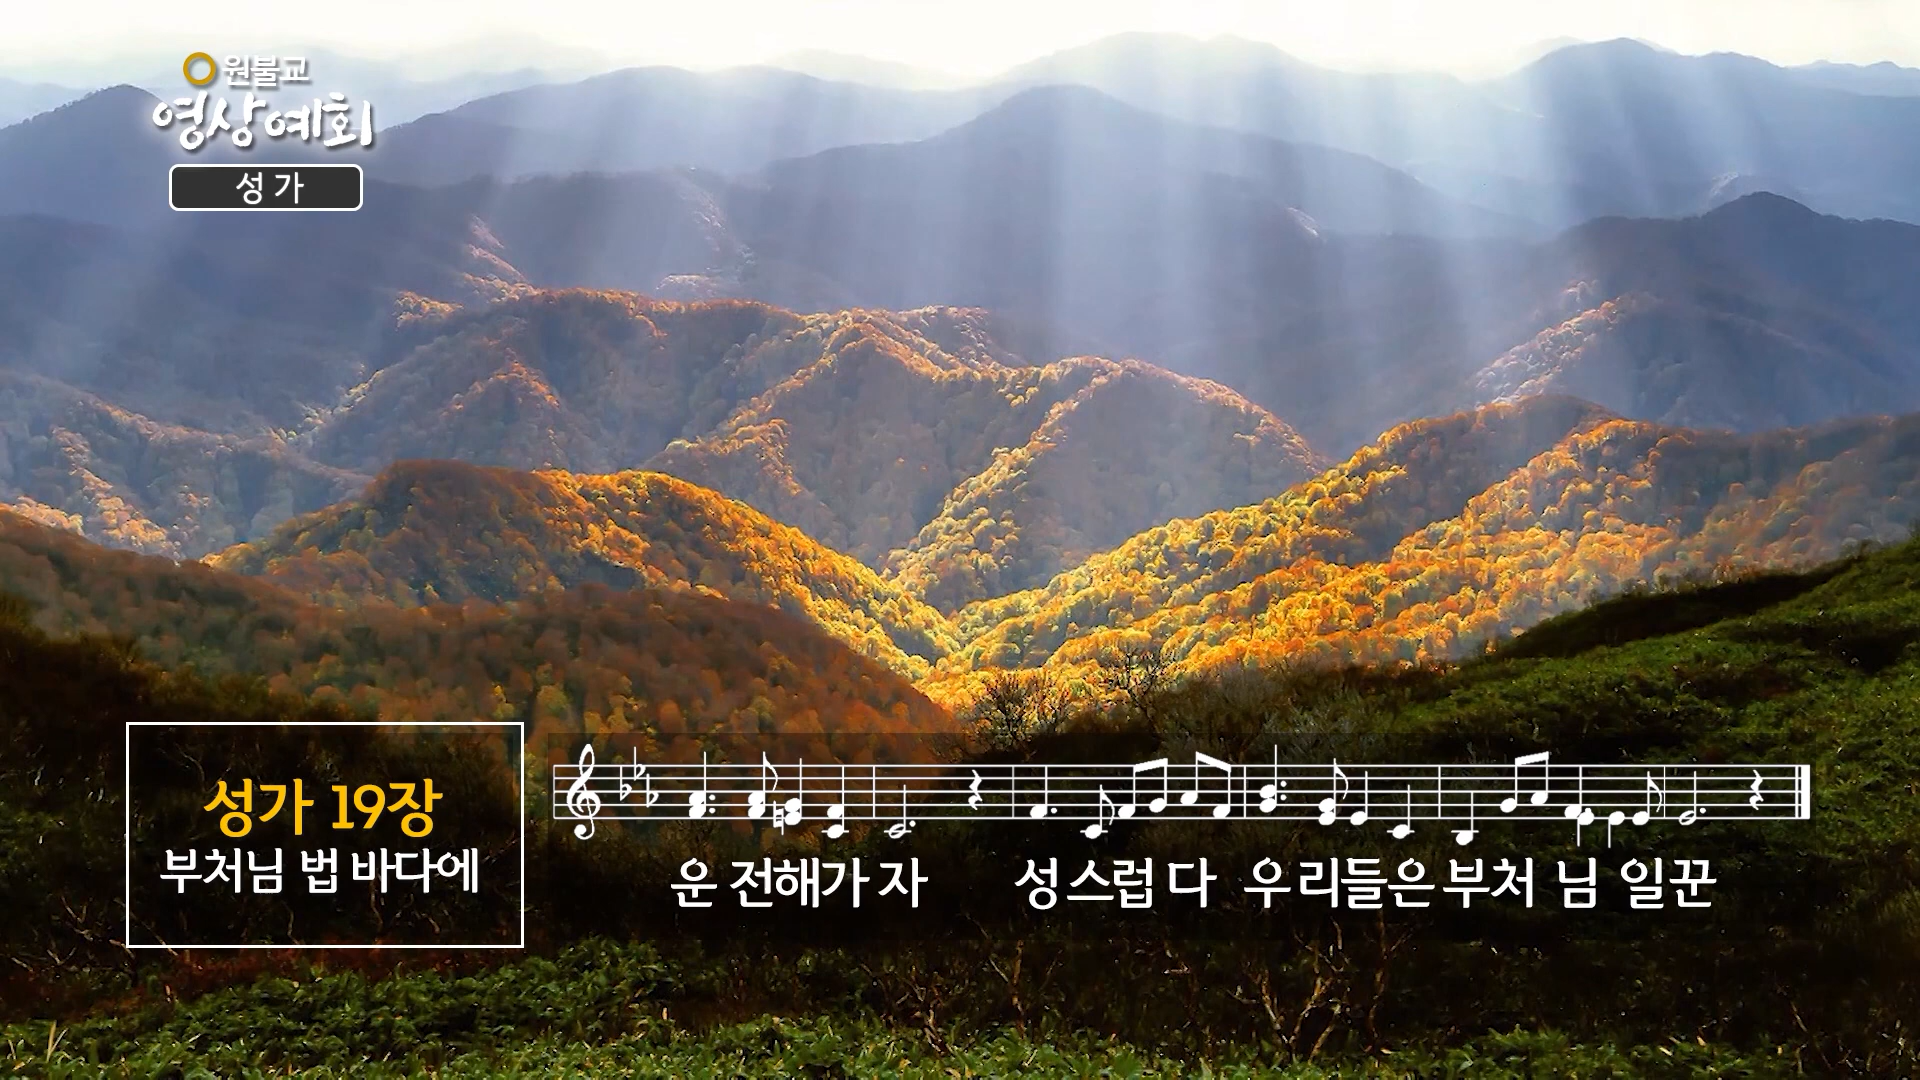 원불교
영상예회
성가
성가 19장
부처님 법 바다에
운 전해가 자 성스럽 다 우리들은 부처 님 일꾼